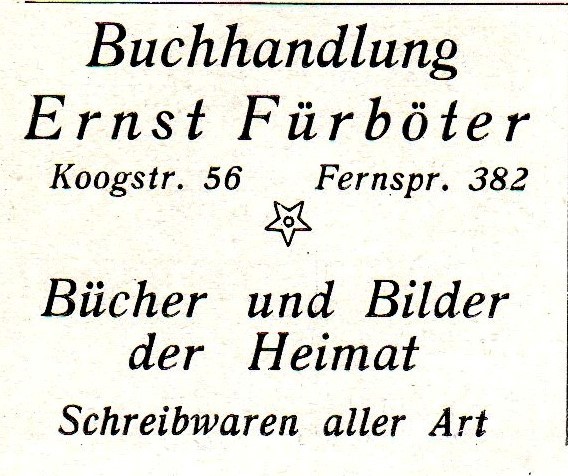 Buchhandlung
Ernst Fürböter
Koogstr. 56 Fernspr. 382
Bücher und Bilder
der Heimat
Schreibwaren aller Art